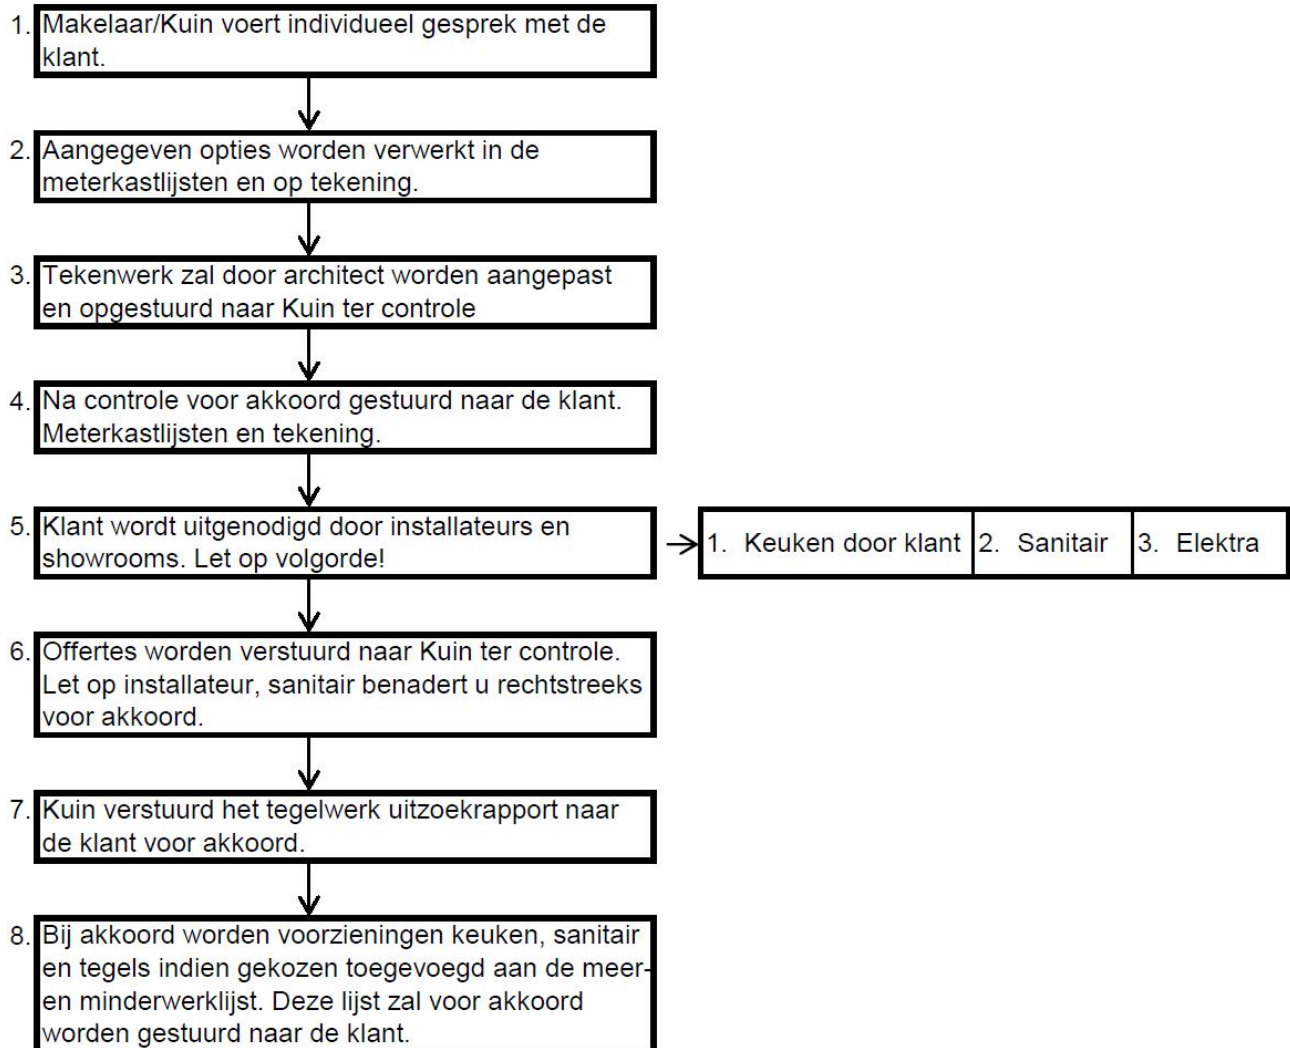 1. Makelaar/Kuin voert individueel gesprek met de
klant.
2. Aangegeven opties worden verwerkt in de
meterkastlijsten en op tekening.
3. Tekenwerk zal door architect worden aangepast
en opgestuurd naar Kuin ter controle
4. Na controle voor akkoord gestuurd naar de klant.
Meterkastlijsten en tekening.
5. Klant wordt uitgenodigd door installateurs en
showrooms. Let op volgorde!
1. Keuken door klant 2. Sanitair 3. Elektra
6. Offertes worden verstuurd naar Kuin ter controle.
Let op installateur, sanitair benadert u rechtstreeks
voor akkoord.
7. Kuin verstuurd het tegelwerk uitzoekrapport naar
de klant voor akkoord.
8. Bij akkoord worden voorzieningen keuken, sanitair
en tegels indien gekozen toegevoegd aan de meer-
en minderwerklijst. Deze lijst zal voor akkoord
worden gestuurd naar de klant.